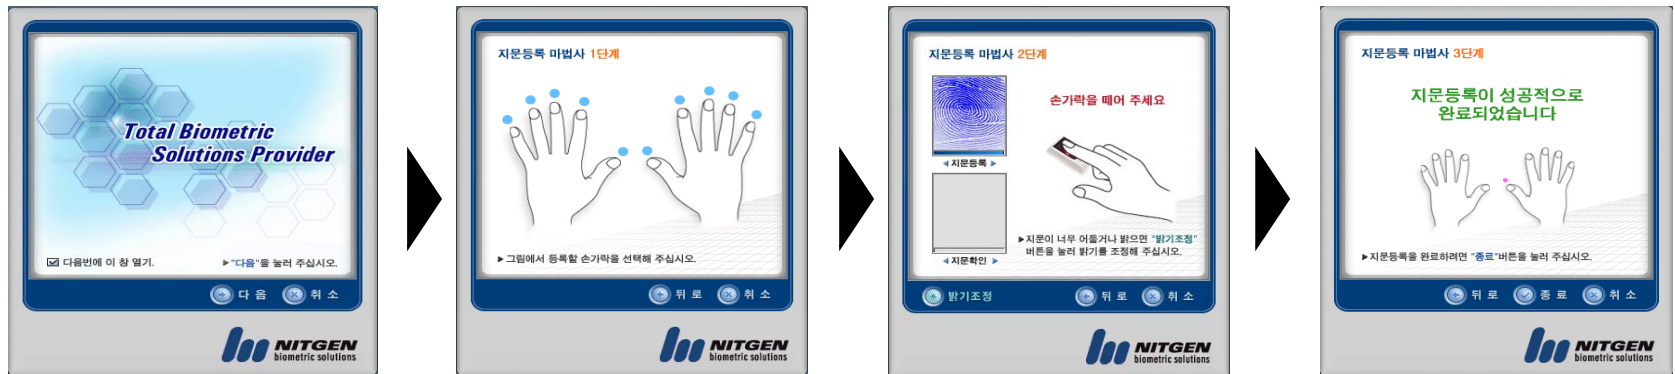 Total Biometric
Solutions Provider
다음번에 이 창 열기.
▶"다음"을 눌러 주십시오.
다 음
취 소
NITGEN
biometric solutions
지문등록 마법사 1단계
▶그림에서 등록할 손가락을 선택해 주십시오.
뒤 로
취 소
NITGEN
biometric solutions
지문등록 마법사 2단계
손가락을 떼어 주세요
◀ 지문등록 ▶
▶지문이 너무 어둡거나 밝으면 "밝기조정"
버튼을 눌러 밝기를 조정해 주십시오.
◀ 지문확인 ▶
밝기조정
뒤 로
취 소
NITGEN
biometric solutions
지문등록 마법사 3단계
지문등록이 성공적으로
완료되었습니다
▶지문등록을 완료하려면 "종료"버튼을 눌러 주십시오.
뒤 로
종 료
취 소
NITGEN
biometric solutions